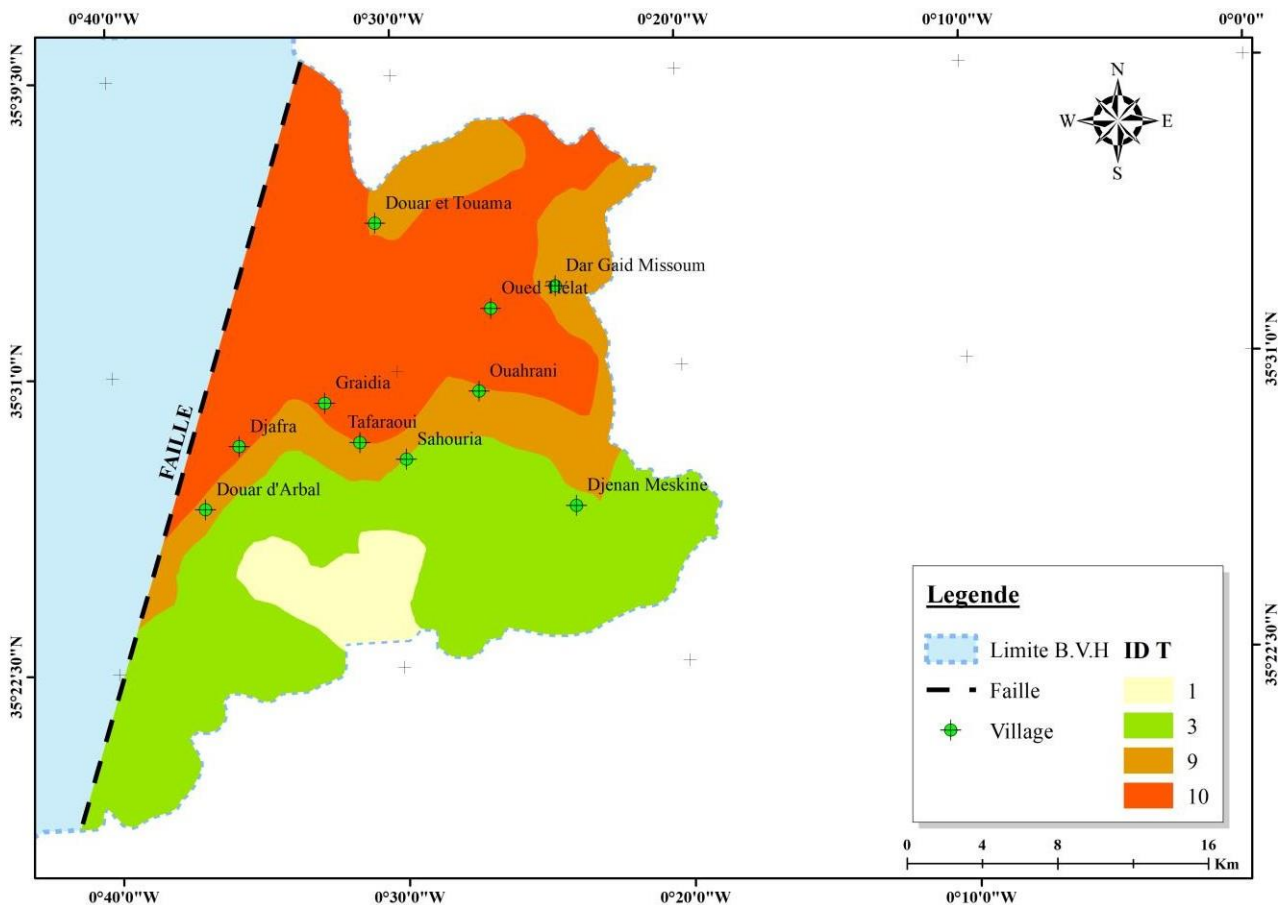 0°40'0"W
0°30'0"W
0°20'0"W
0°10'0"W
0°0'0"
35°39'30"N
35°31'0"N
35°22'30"N
N
W
E
S
Douar et Touama
Dar Gaid Missoum
Oued Tlélat
Ouahrani
Graidia
Tafaraoui
Djafra
Sahouria
Djenan Meskine
Douar d'Arbal
FAILLE
35°31'0"N
35°22'30"N
Legende
Limite B.V.H
ID T
Faille
Village
1
3
9
10
0 4 8 16
Km
0°40'0"W
0°30'0"W
0°20'0"W
0°10'0"W